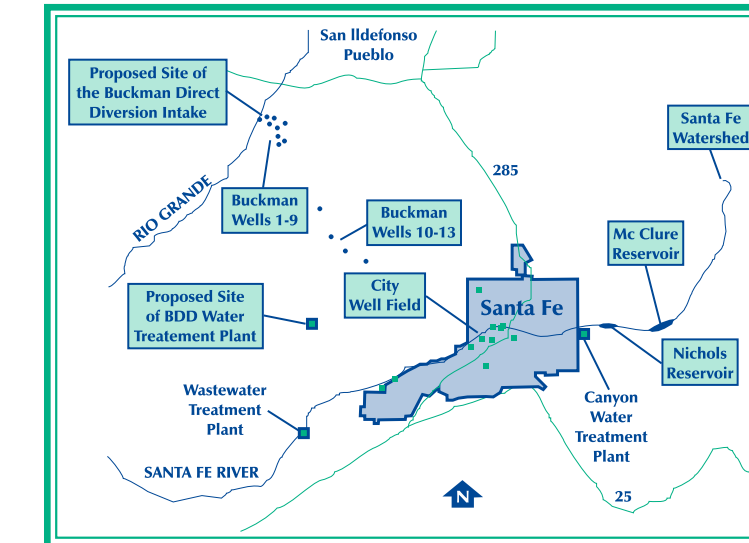 San Ildefonso
Pueblo
Proposed Site of
the Buckman Direct
Diversion Intake
Santa Fe
Watershed
285
RIO GRANDE
Buckman
Wells 1-9
Buckman
Wells 10-13
Mc Clure
Reservoir
City
Well Field
Proposed Site
of BDD Water
Treatement Plant
Santa Fe
Nichols
Reservoir
Wastewater
Treatment
Plant
Canyon
Water
Treatment
Plant
SANTA FE RIVER
N
25